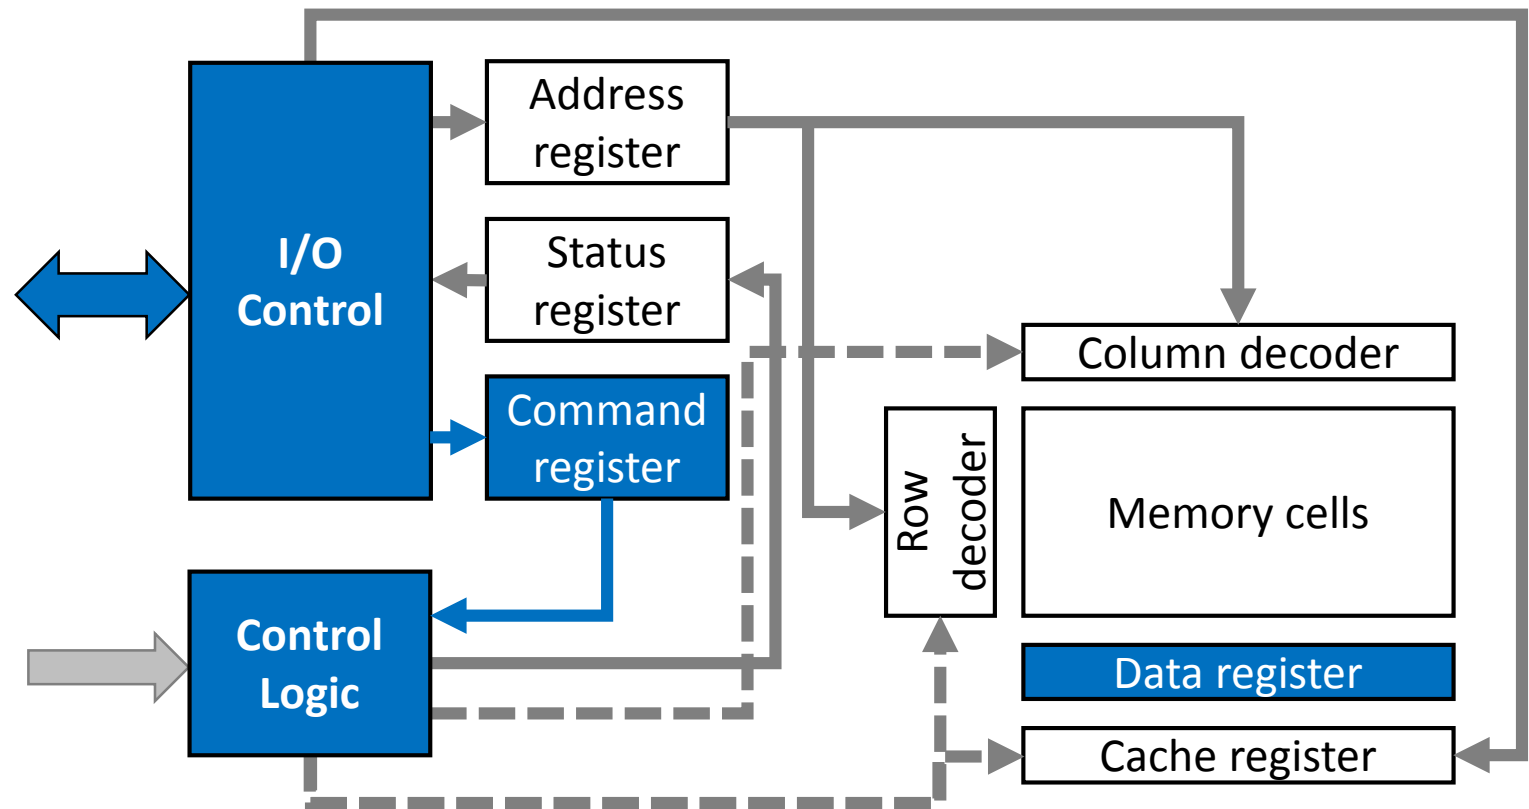 Address
register
I/O
Control
Status
register
Column decoder
Command
register
Row
decoder
Memory cells
Control
Logic
Data register
Cache register